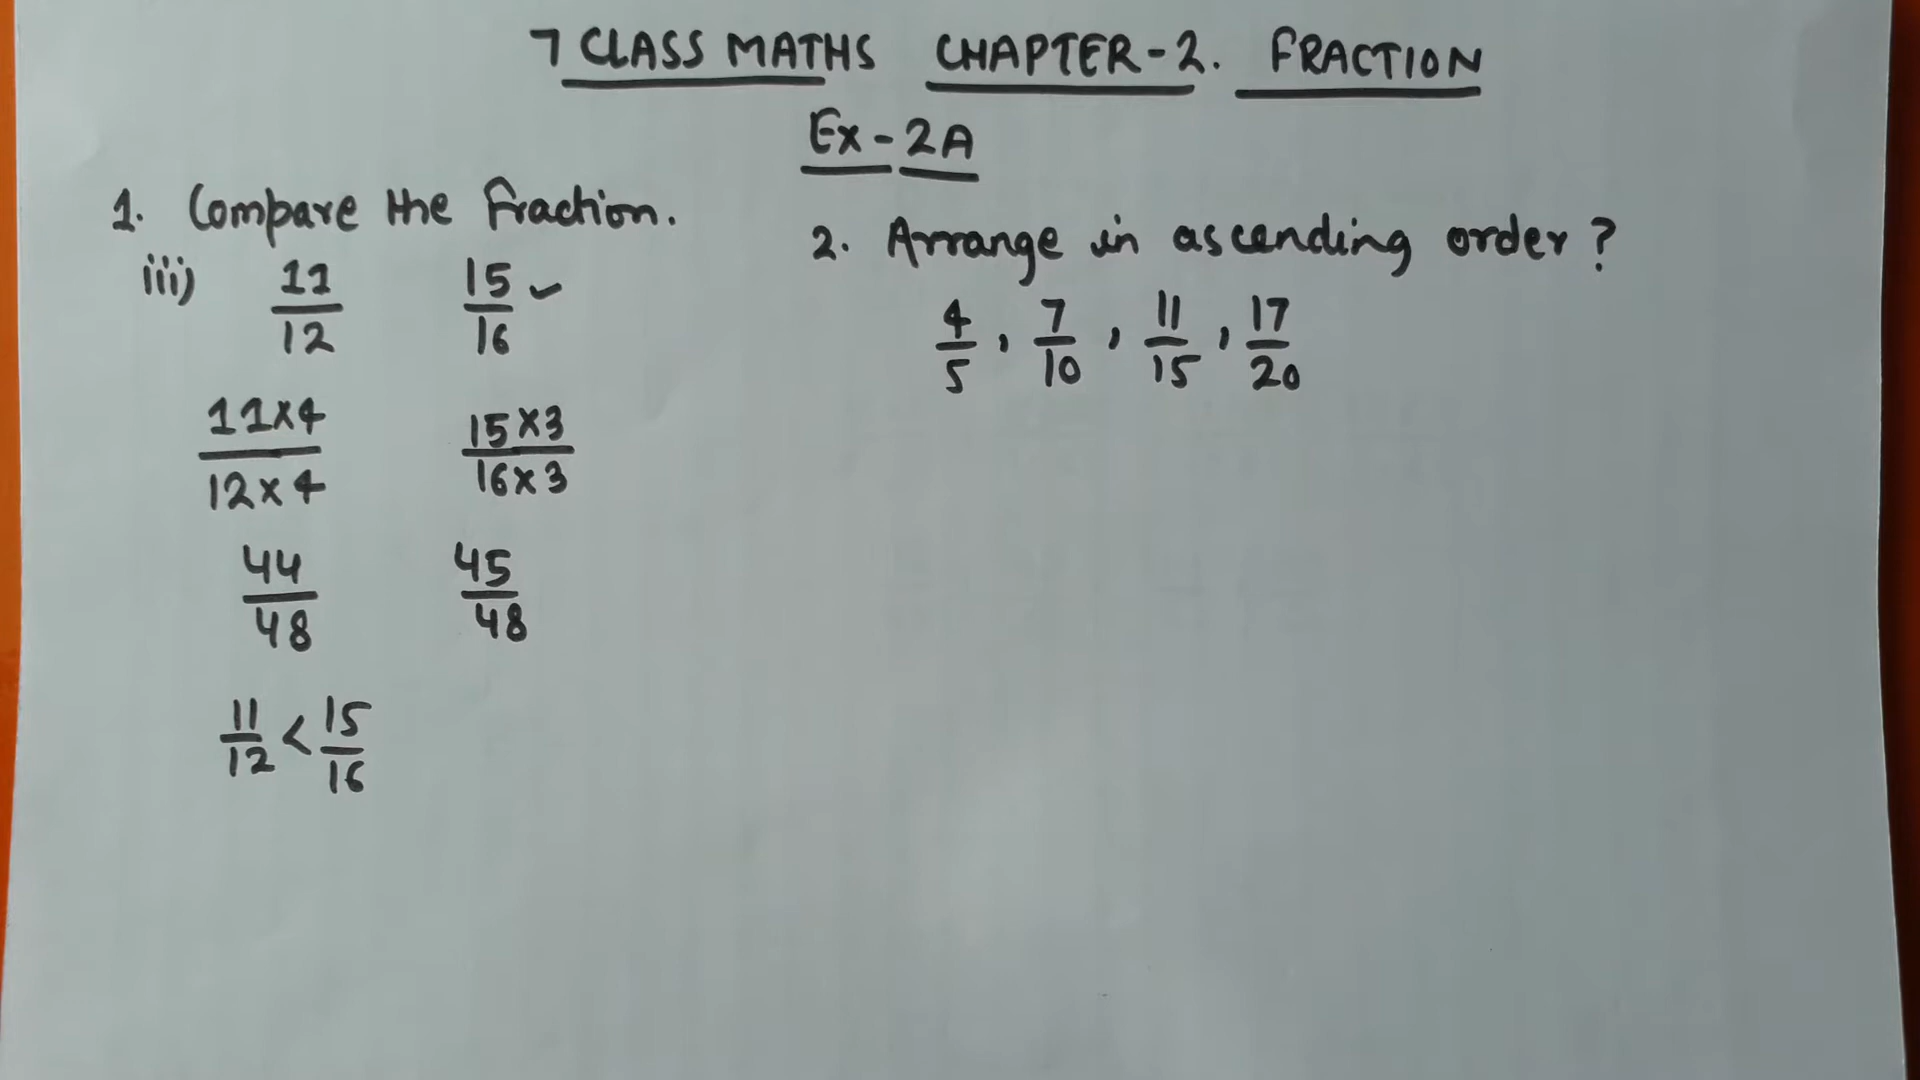 7 CLASS MATHS CHAPTER-2. FRACTION
Ex-2A
1. Compare the fraction.
iii) 11/12 15/16 ✓
11×4/12×4 15×3/16×3
44/48 45/48
11/12 < 15/16
2. Arrange in ascending order?
4/5, 7/10, 11/15, 17/20